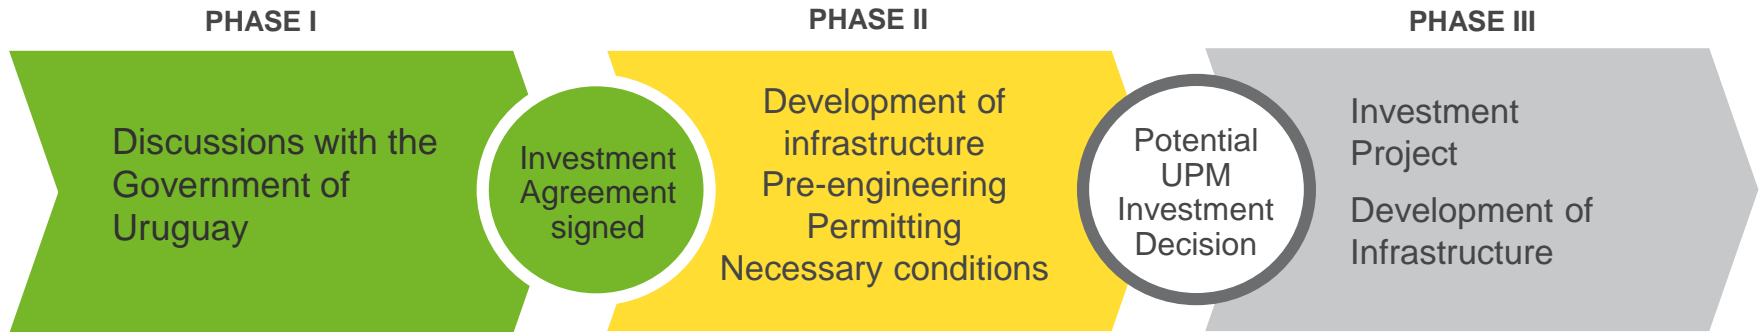 PHASE I
PHASE II
PHASE III
Discussions with the
Government of
Uruguay
Investment
Agreement
signed
Development of
infrastructure
Pre-engineering
Permitting
Necessary conditions
Potential
UPM
Investment
Decision
Investment
Project
Development of
Infrastructure